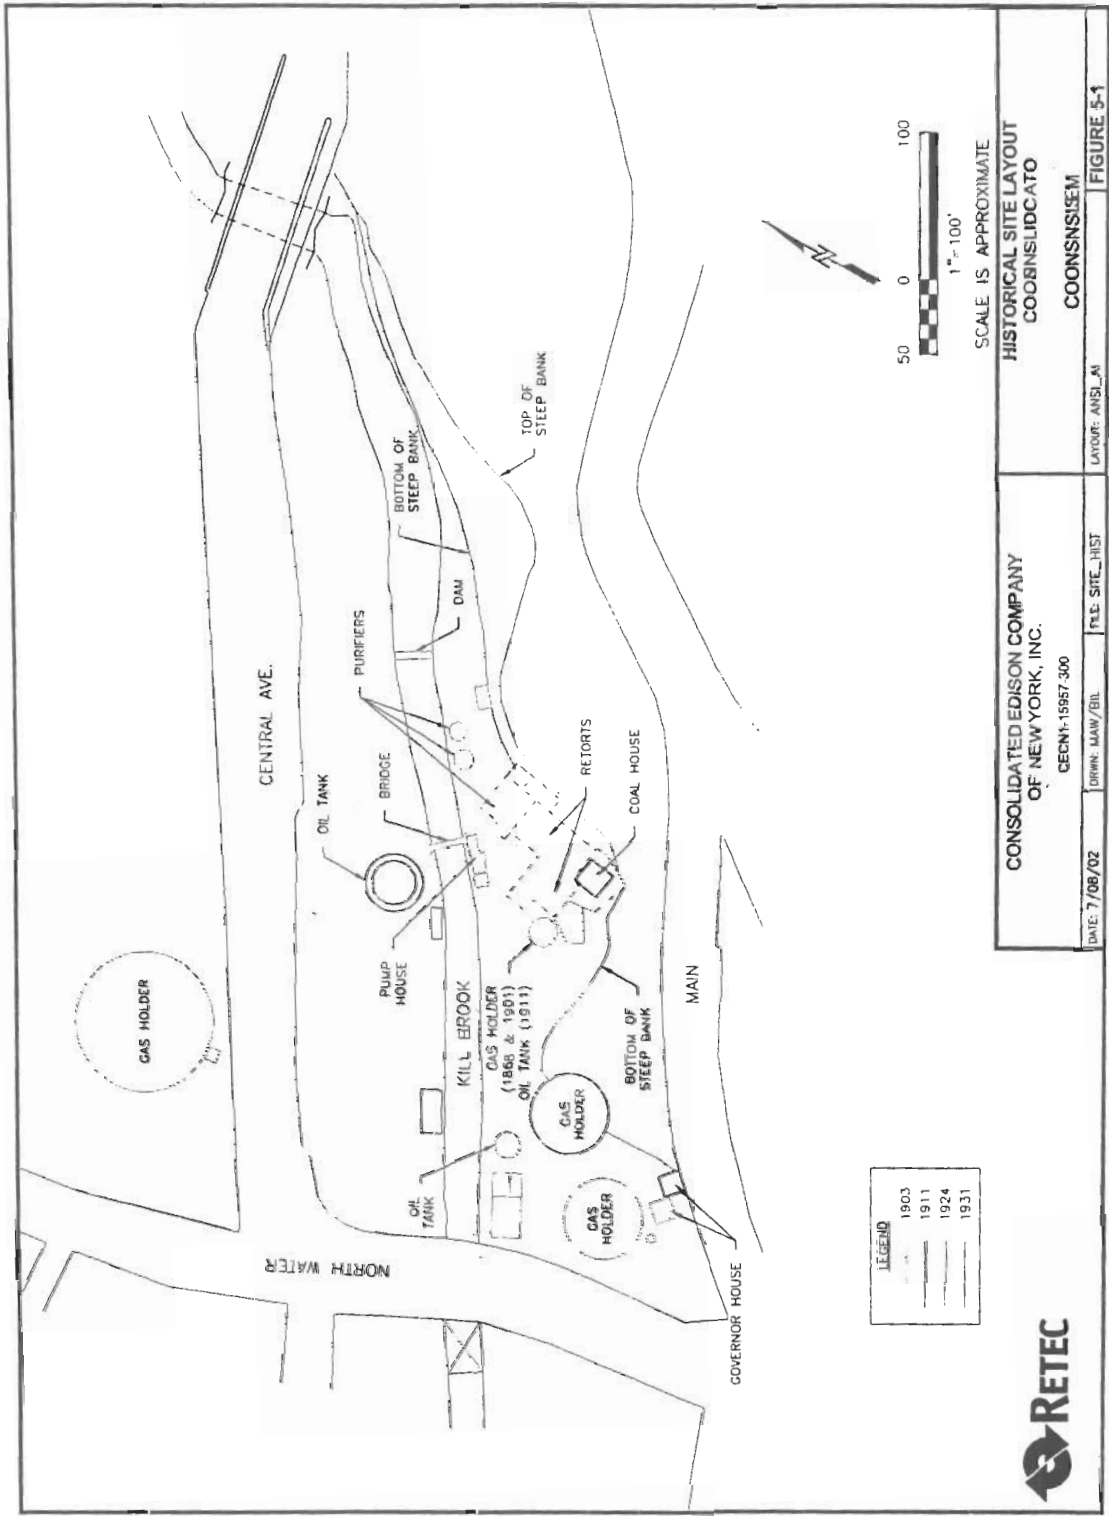 CENTRAL AVE.
GAS HOLDER
OIL TANK
BRIDGE
PURIFIERS
DAM
BOTTOM OF
STEEP BANK
TOP OF
STEEP BANK
PUMP
HOUSE
KILL BROOK
GAS HOLDER
(1868 & 1901)
OIL TANK (1911)
RETORTS
COAL HOUSE
OIL
TANK
GAS
HOLDER
GAS
HOLDER
BOTTOM OF
STEEP BANK
MAIN
NORTH WATER
GOVERNOR HOUSE
LEGEND
1903
1911
1924
1931
50 0 100
1"=100'
SCALE IS APPROXIMATE
RETEC
CONSOLIDATED EDISON COMPANY
OF NEW YORK, INC.
CECN1-15957-300
HISTORICAL SITE LAYOUT
COONSNSISEM
DATE: 7/08/02
DRWN: MAW/BIL
FILE: SITE_HIST
LAYOUT: ANSI_A1
FIGURE 5-1